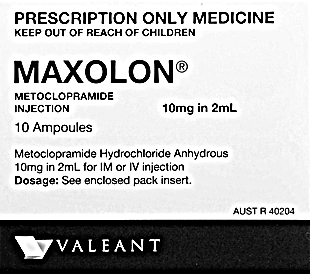 PRESCRIPTION ONLY MEDICINE
KEEP OUT OF REACH OF CHILDREN
MAXOLON®
METOCLOPRAMIDE
INJECTION 10mg in 2mL
10 Ampoules
Metoclopramide Hydrochloride Anhydrous
10mg in 2mL for IM or IV injection
Dosage: See enclosed pack insert.
AUST R 40204
VALEANT